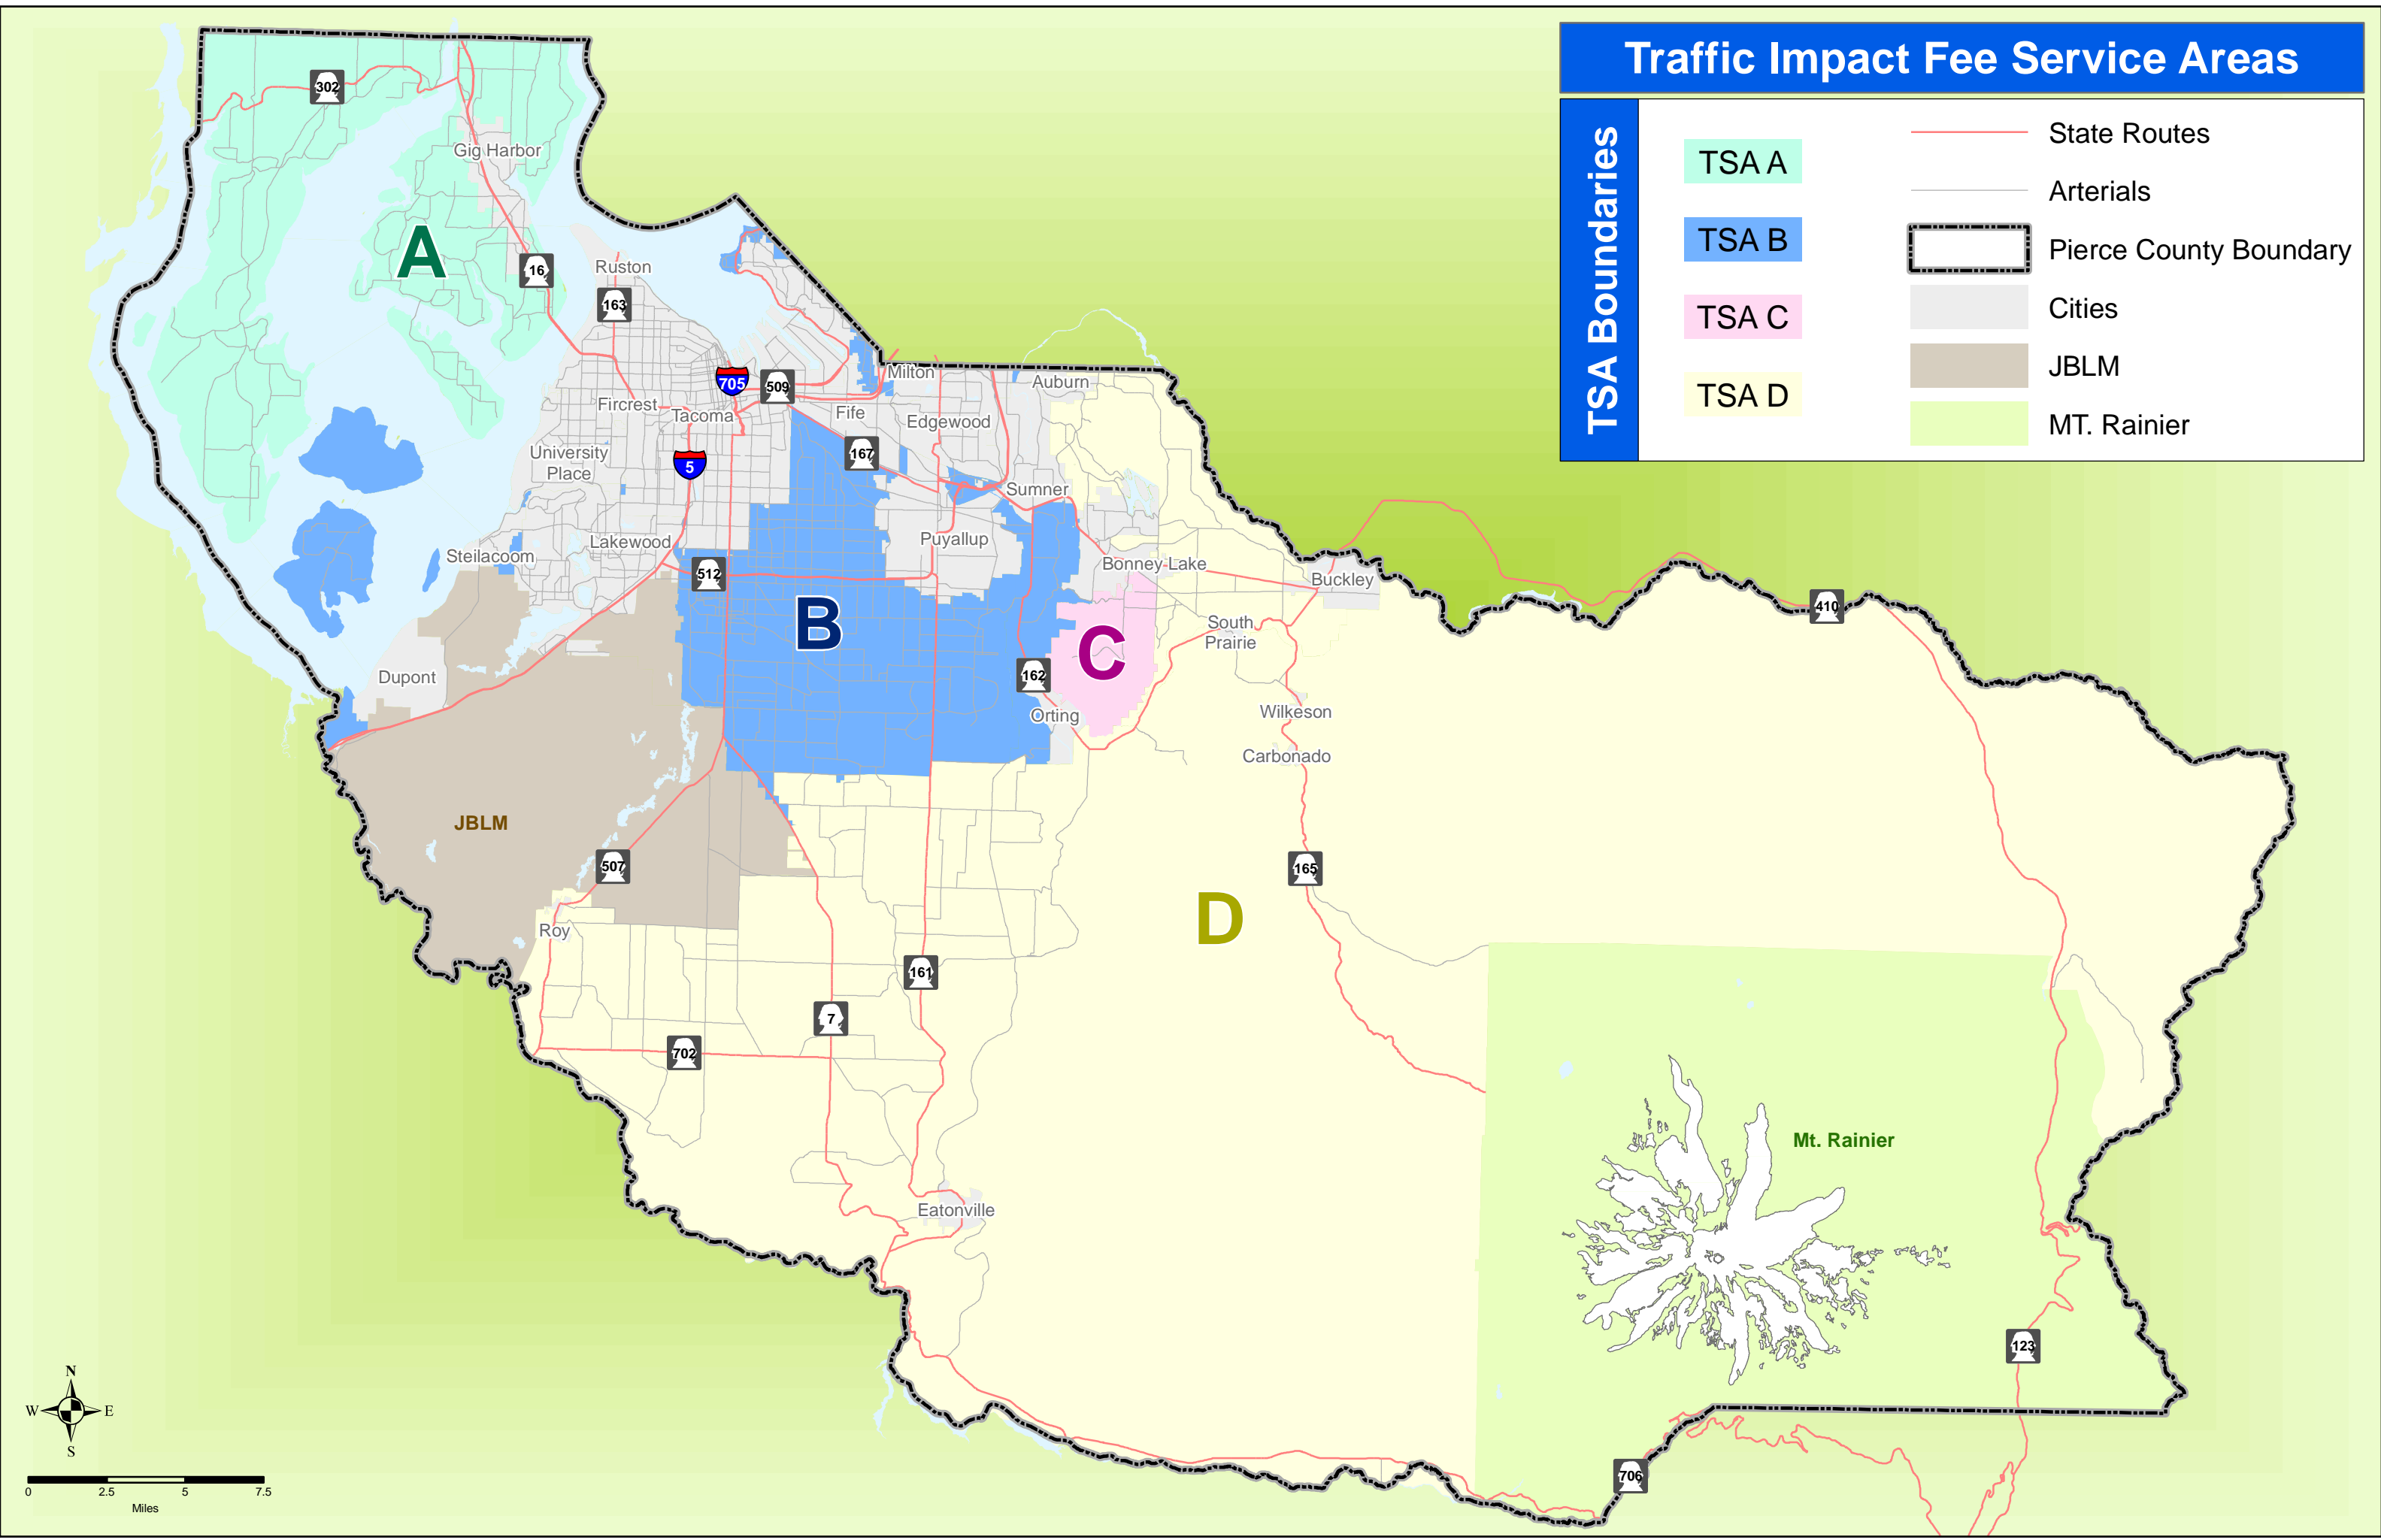 Traffic Impact Fee Service Areas
TSA Boundaries
TSA A
TSA B
TSA C
TSA D
State Routes
Arterials
Pierce County Boundary
Cities
JBLM
MT. Rainier
302
Gig Harbor
A
16
Ruston
163
705
509
Milton
Auburn
Fircrest
Tacoma
Fife
Edgewood
University
Place
5
167
Sumner
Steilacoom
Lakewood
Puyallup
512
Bonney Lake
Buckley
410
B
C
South
Prairie
Dupont
162
Orting
Wilkeson
Carbonado
JBLM
507
165
D
Roy
161
7
702
Mt. Rainier
Eatonville
123
706
N
W
E
S
0
2.5
5
7.5
Miles